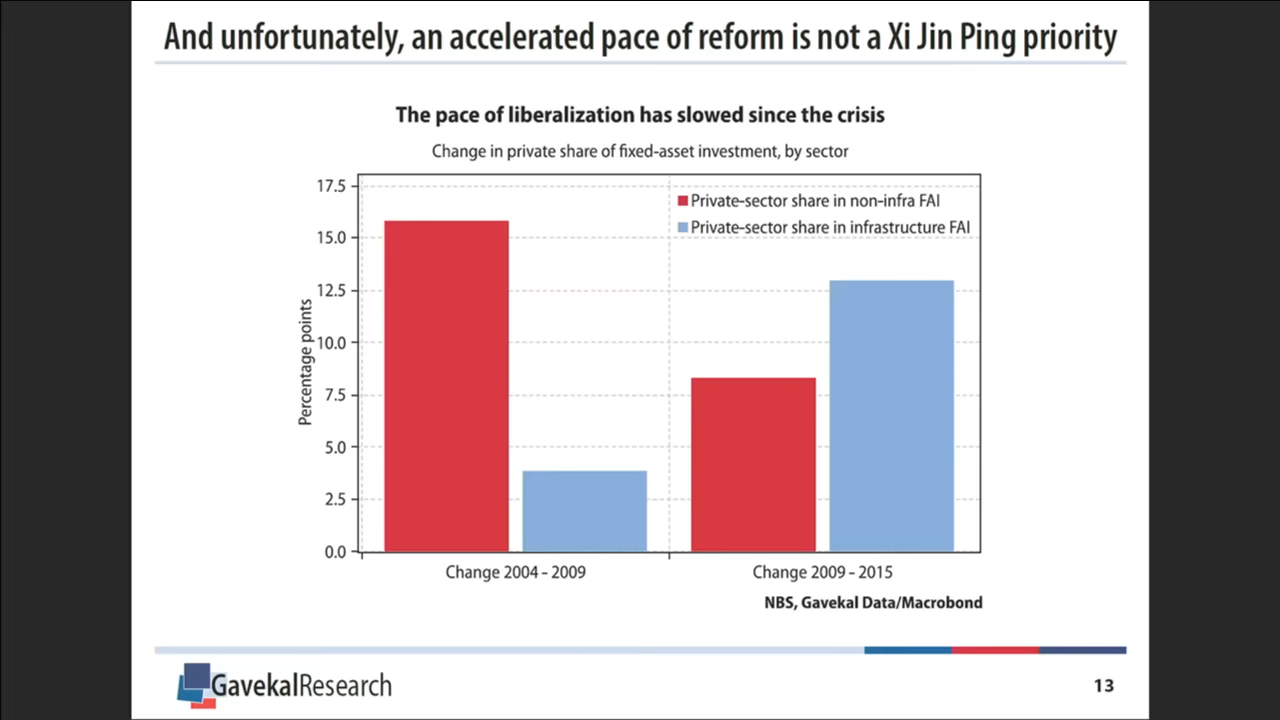 And unfortunately, an accelerated pace of reform is not a Xi Jin Ping priority
The pace of liberalization has slowed since the crisis
Change in private share of fixed-asset investment, by sector
Private-sector share in non-infra FAI
Private-sector share in infrastructure FAI
Percentage points
17.5
15.0
12.5
10.0
7.5
5.0
2.5
0.0
Change 2004 - 2009
Change 2009 - 2015
NBS, Gavekal Data/Macrobond
GavekalResearch
13